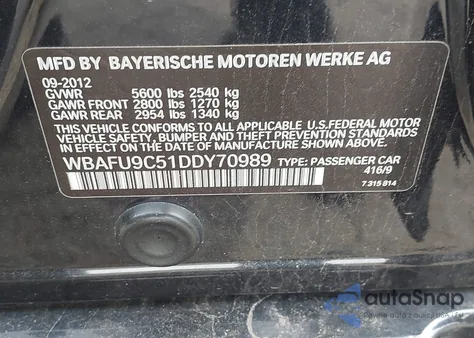 MFD BY BAYERISCHE MOTOREN WERKE AG
09-2012
GVWR 5600 lbs 2540 kg
GAWR FRONT 2800 lbs 1270 kg
GAWR REAR 2954 lbs 1340 kg
THIS VEHICLE CONFORMS TO ALL APPLICABLE U.S.FEDERAL MOTOR
VEHICLE SAFETY, BUMPER, AND THEFT PREVENTION STANDARDS IN
EFFECT ON THE DATE OF MANUFACTURE SHOWN ABOVE.
WBAFU9C51DDY70989 TYPE: PASSENGER CAR
416/9
7 315 814
autoSnap